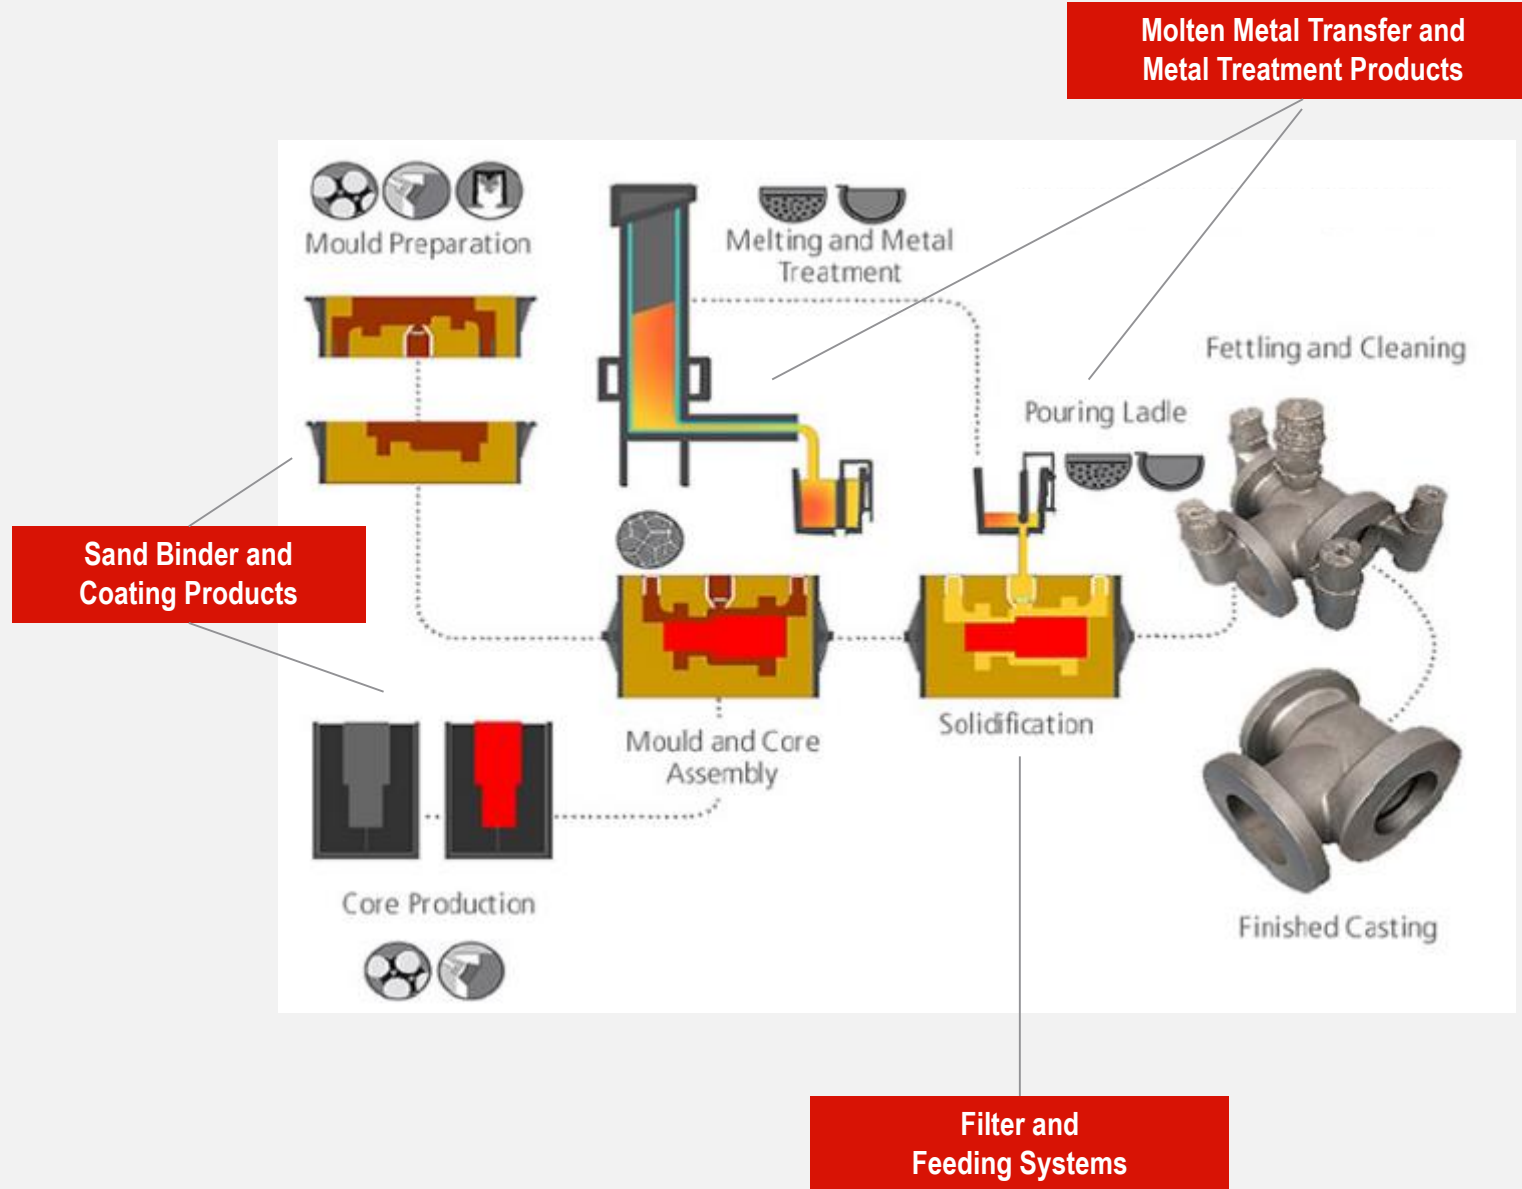 Molten Metal Transfer and
Metal Treatment Products
Mould Preparation
Melting and Metal
Treatment
Fettling and Cleaning
Pouring Ladle
Sand Binder and
Coating Products
Solidification
Mould and Core
Assembly
Core Production
Finished Casting
Filter and
Feeding Systems